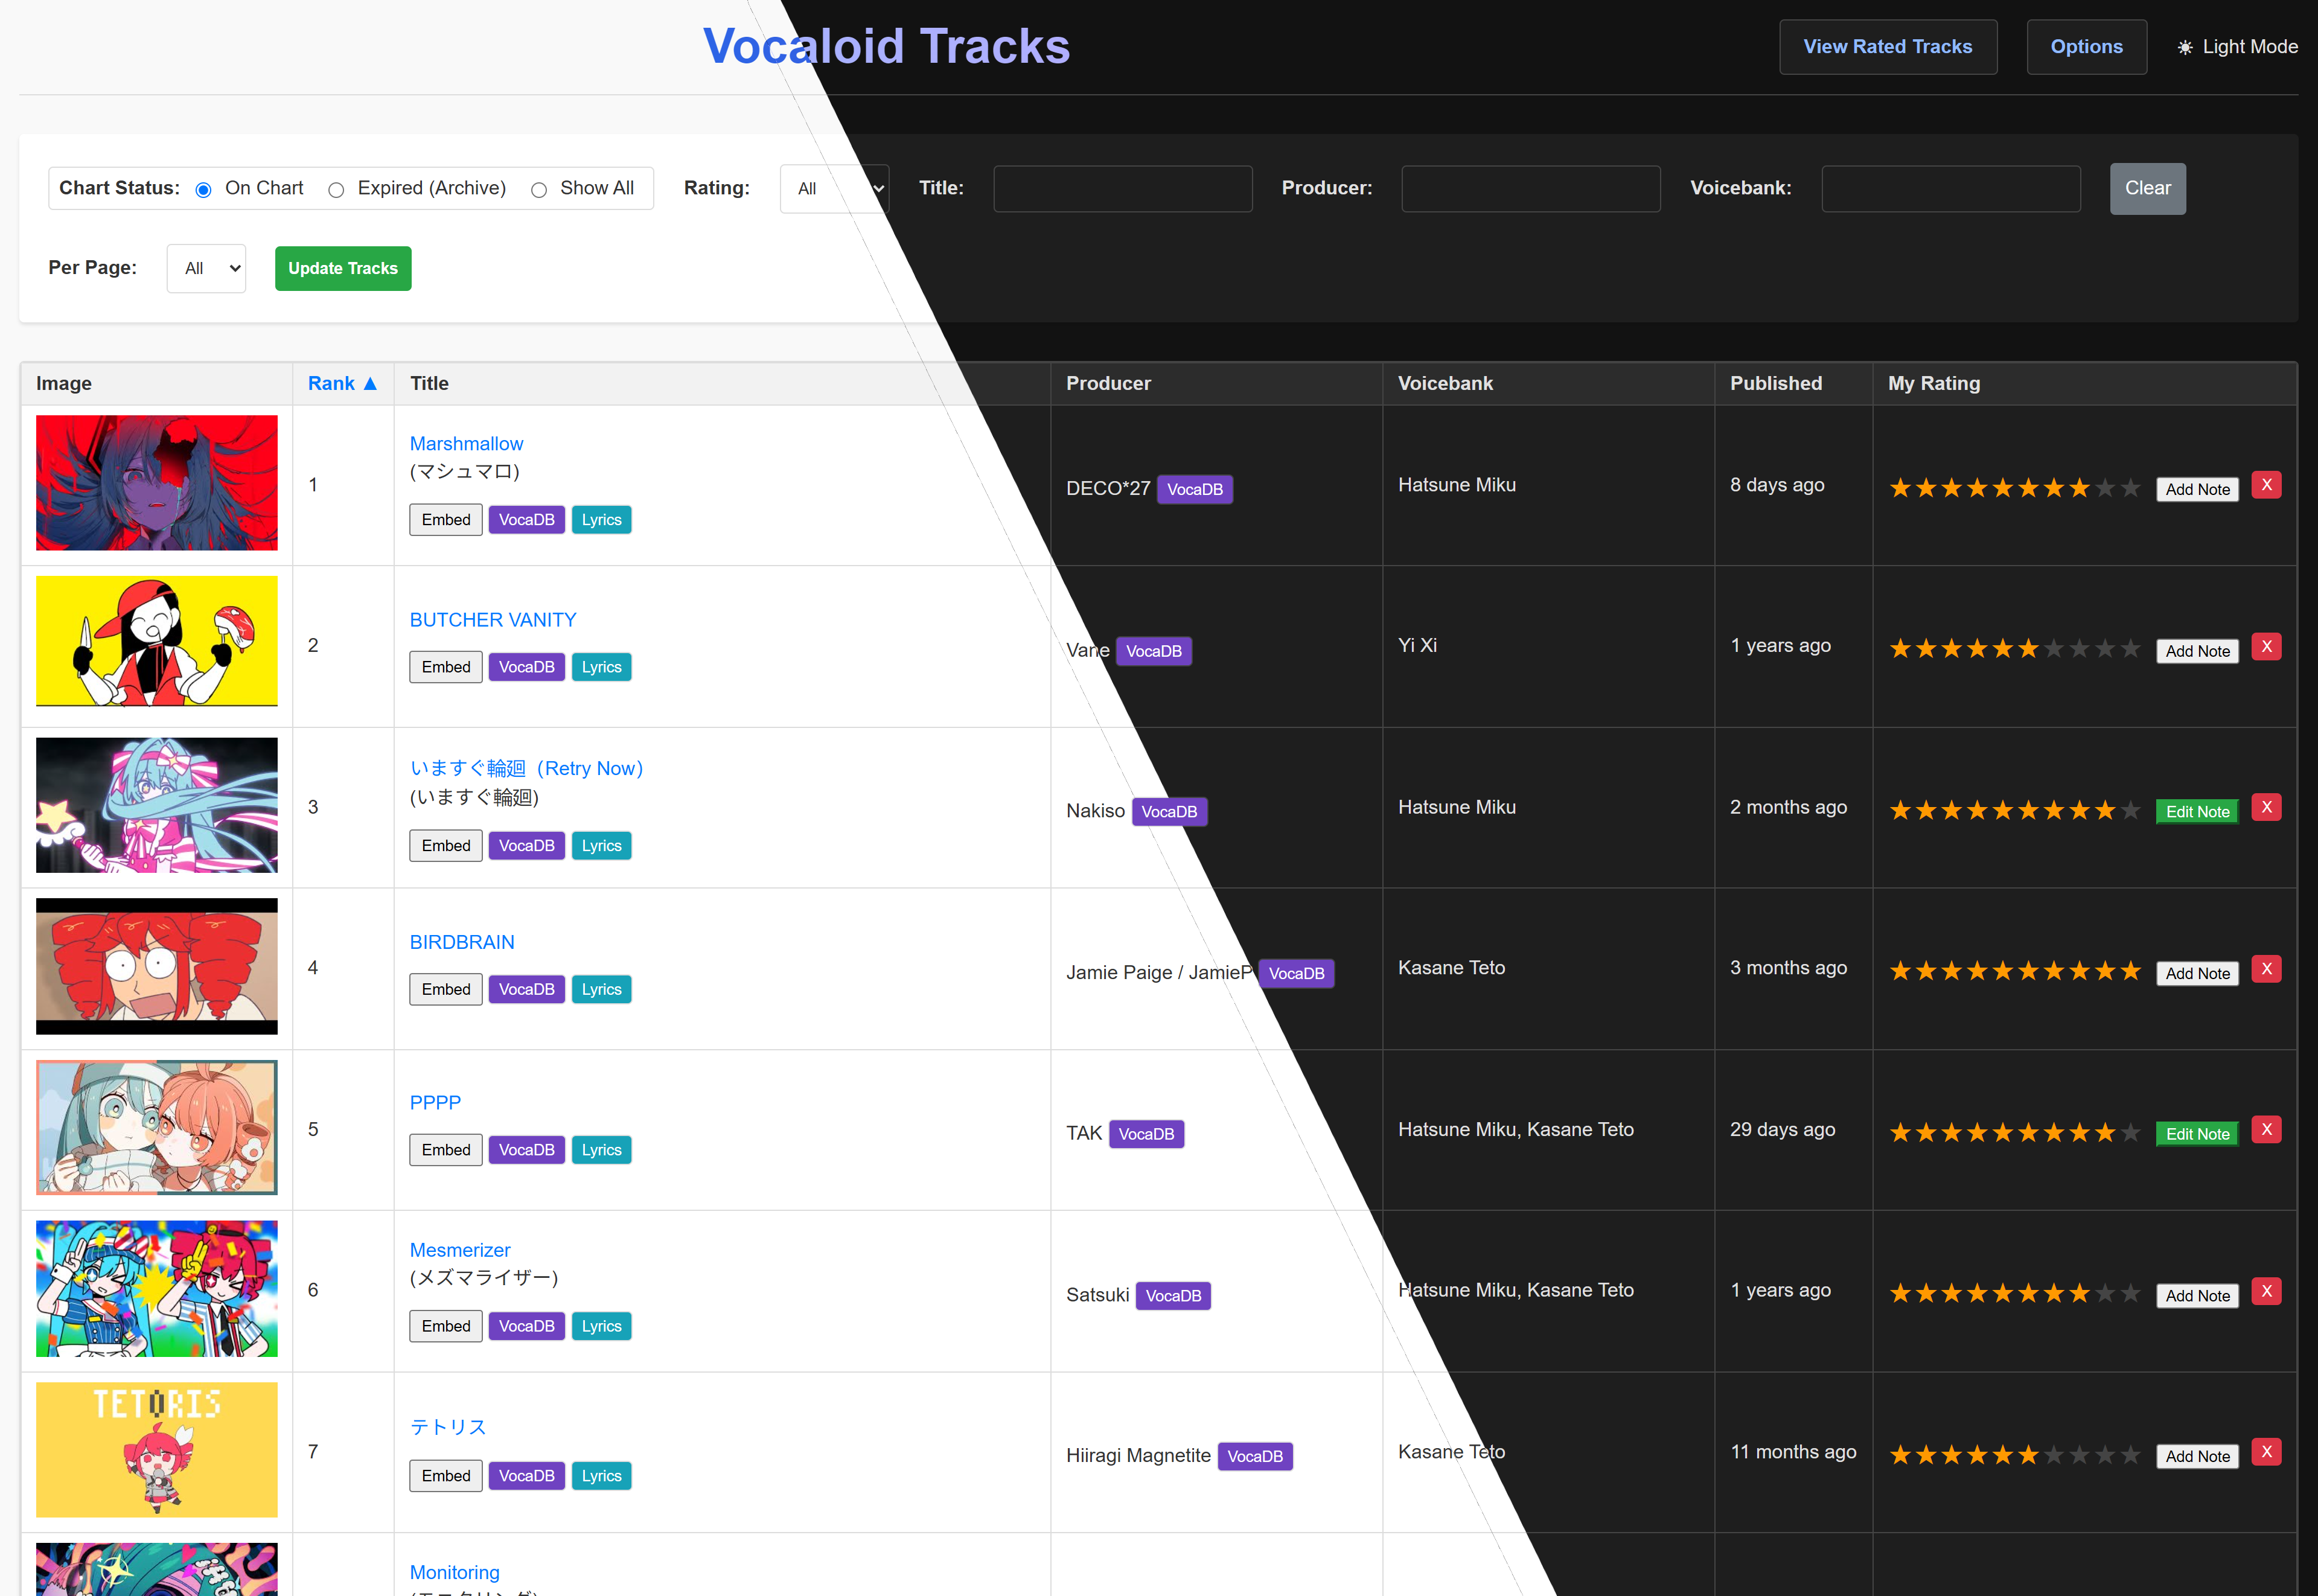 Vocaloid Tracks
View Rated Tracks
Options
Light Mode
Chart Status: On Chart Expired (Archive) Show All Rating: All Title: Producer: Voicebank: Clear
Per Page: All Update Tracks
Image Rank ▲ Title Producer Voicebank Published My Rating
1
Marshmallow
(マシュマロ)
Embed VocaDB Lyrics
DECO*27 VocaDB
Hatsune Miku
8 days ago
Add Note X
2
BUTCHER VANITY
Embed VocaDB Lyrics
Vane VocaDB
Yi Xi
1 years ago
Add Note X
3
いますぐ輪廻（Retry Now）
(いますぐ輪廻)
Embed VocaDB Lyrics
Nakiso VocaDB
Hatsune Miku
2 months ago
Edit Note X
4
BIRDBRAIN
Embed VocaDB Lyrics
Jamie Paige / JamieP VocaDB
Kasane Teto
3 months ago
Add Note X
5
PPPP
Embed VocaDB Lyrics
TAK VocaDB
Hatsune Miku, Kasane Teto
29 days ago
Edit Note X
6
Mesmerizer
(メズマライザー)
Embed VocaDB Lyrics
Satsuki VocaDB
Hatsune Miku, Kasane Teto
1 years ago
Add Note X
TETORIS
7
テトリス
Embed VocaDB Lyrics
Hiiragi Magnetite VocaDB
Kasane Teto
11 months ago
Add Note X
Monitoring